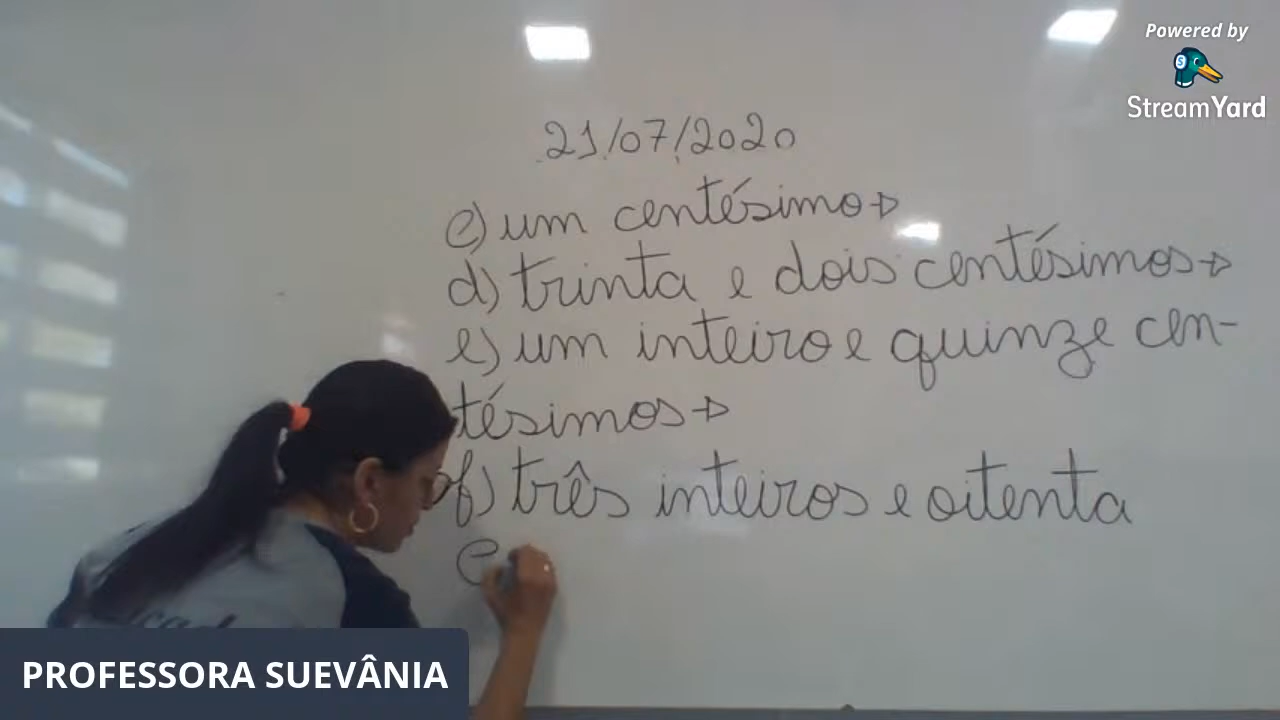 Powered by
StreamYard
21/07/2020
c) um centésimo→
d) trinta e dois centésimos→
e) um inteiro e quinze cen-
tésimos→
f) três inteiros e oitenta
PROFESSORA SUEVÂNIA